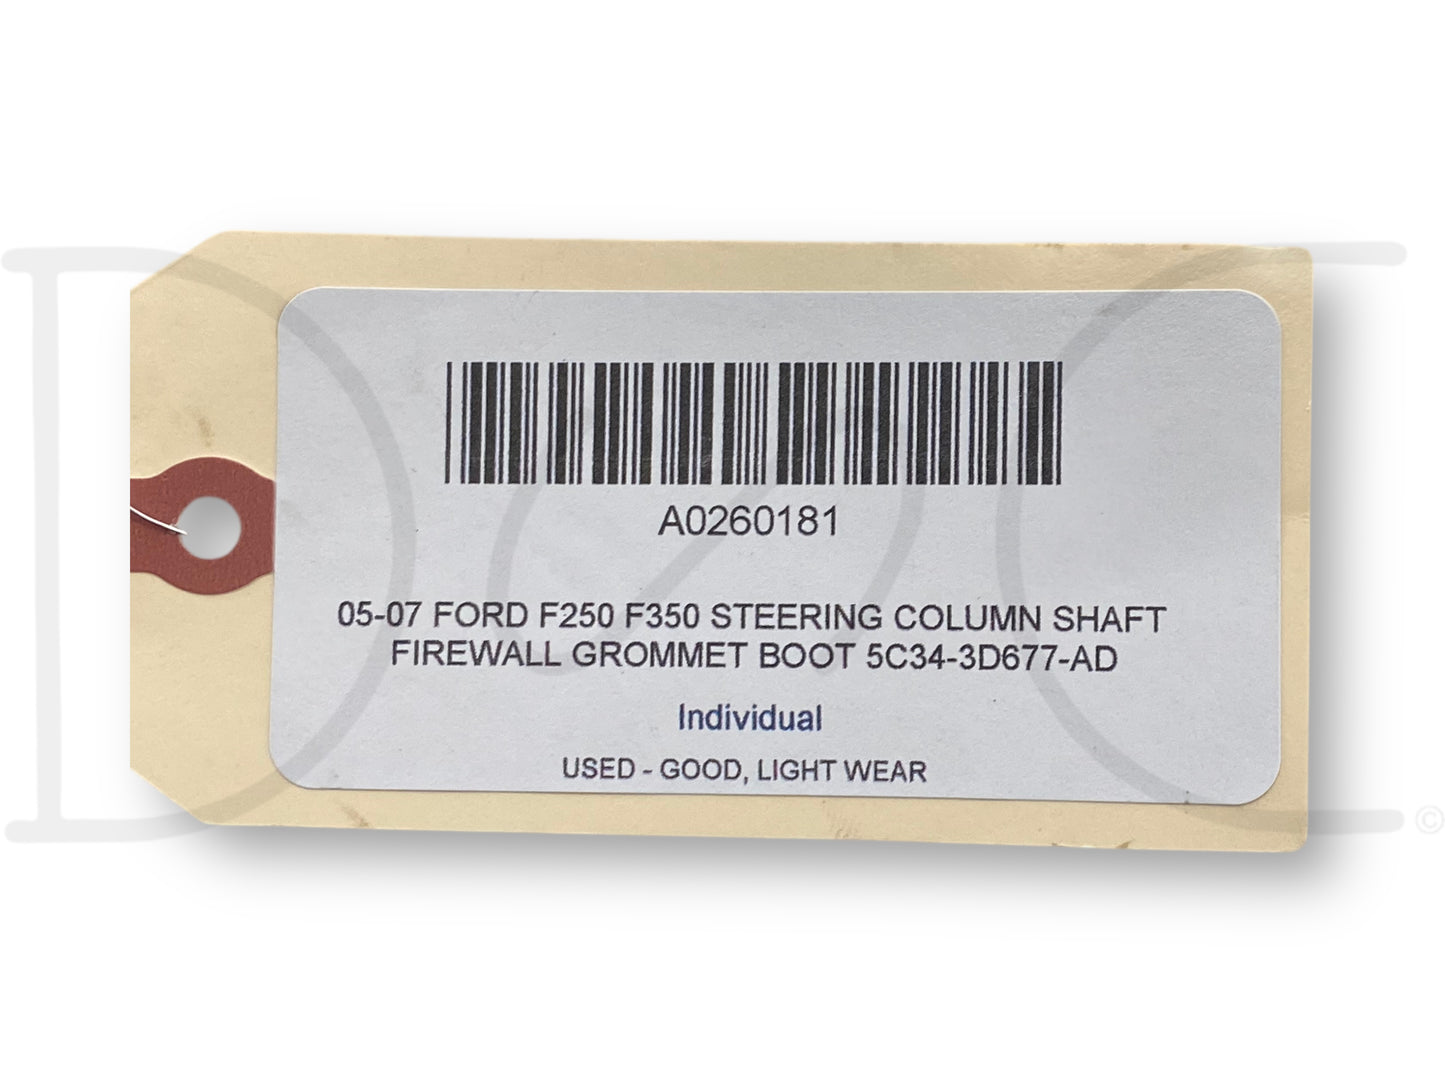 A0260181
05-07 FORD F250 F350 STEERING COLUMN SHAFT
FIREWALL GROMMET BOOT 5C34-3D677-AD
Individual
USED - GOOD, LIGHT WEAR
©